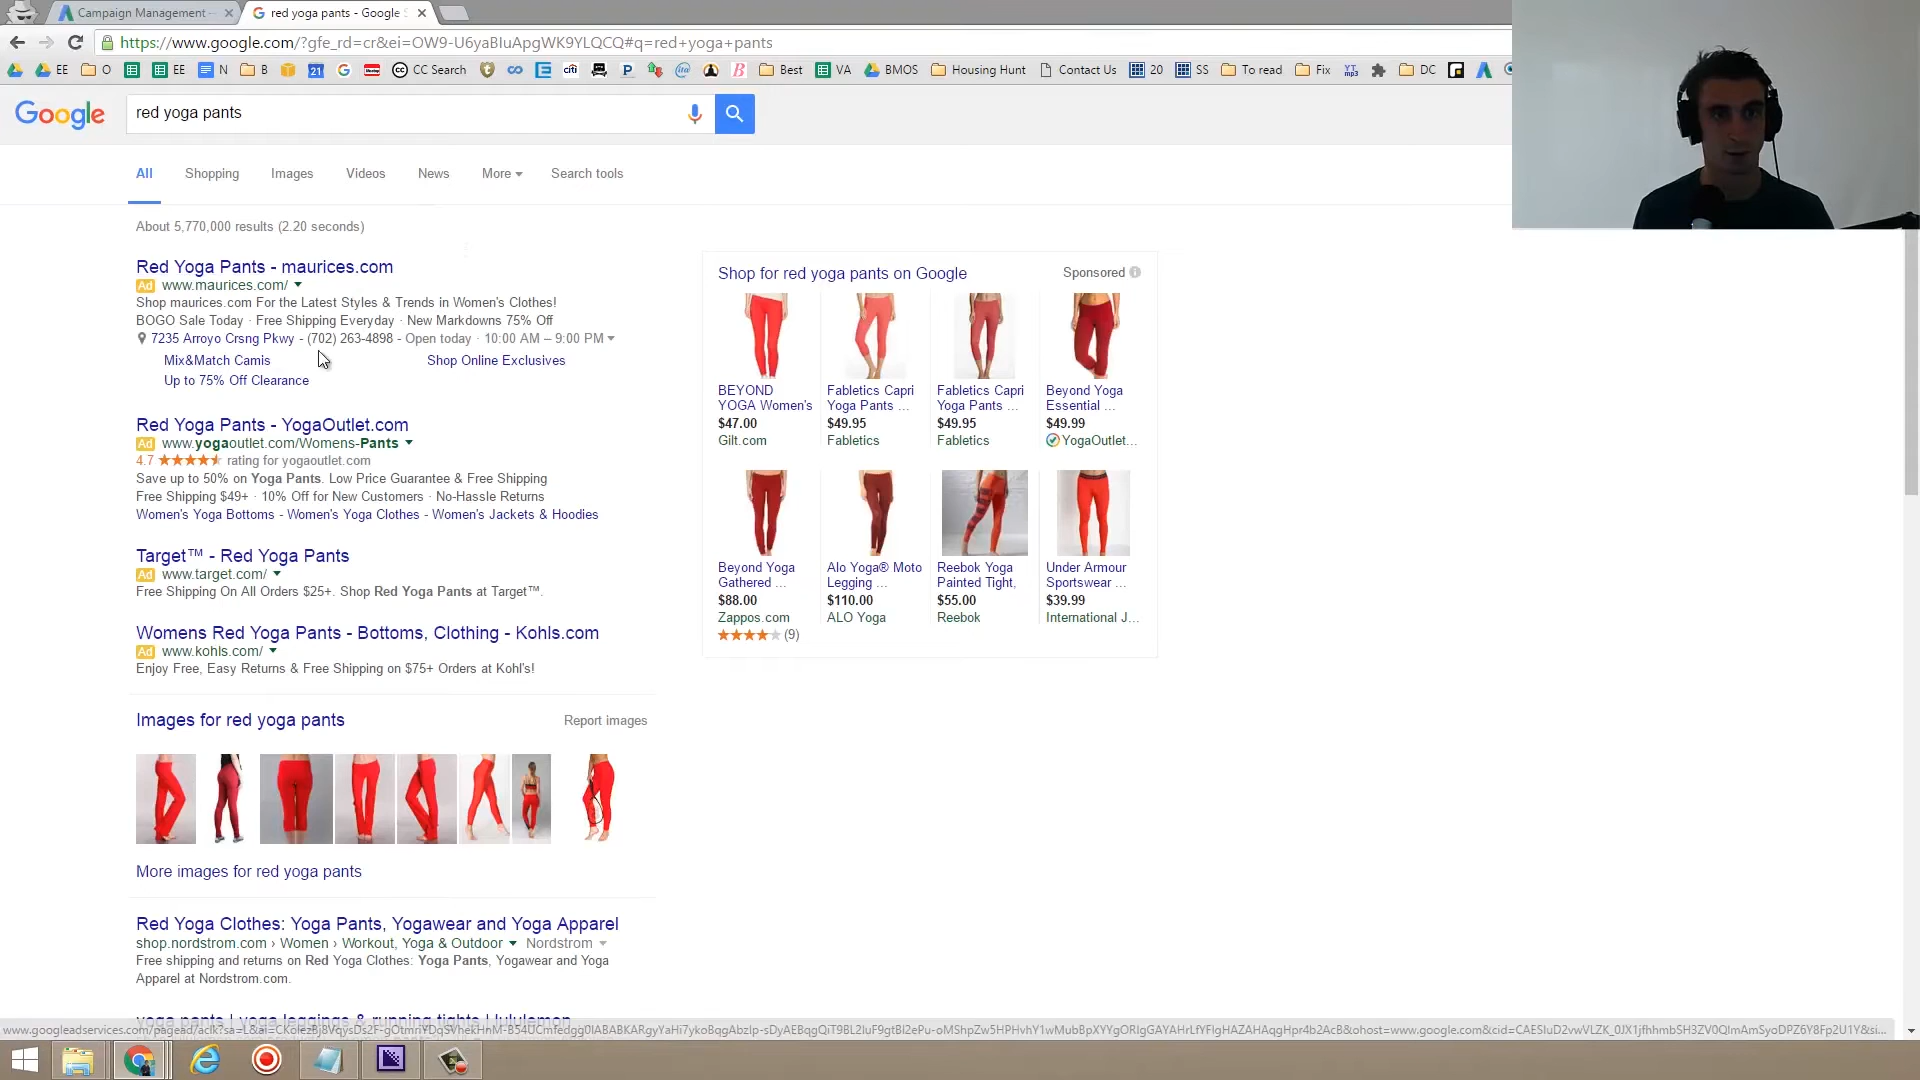 Campaign Management
red yoga pants - Google S
https://www.google.com/?gfe_rd=cr&ei=OW9-U6yaBIuApgWK9YLQCQ#q=red+yoga+pants
EE O EE N B 21 citi CC Search Best VA BMOS Housing Hunt Contact Us 20 SS To read Fix DC
Google
red yoga pants
All Shopping Images Videos News More Search tools
About 5,770,000 results (2.20 seconds)
Red Yoga Pants - maurices.com
Ad www.maurices.com/
Shop maurices.com For the Latest Styles & Trends in Women's Clothes!
BOGO Sale Today · Free Shipping Everyday · New Markdowns 75% Off
7235 Arroyo Crsng Pkwy - (702) 263-4898 - Open today · 10:00 AM – 9:00 PM
Mix&Match Camis Shop Online Exclusives
Up to 75% Off Clearance
Red Yoga Pants - YogaOutlet.com
Ad www.yogaoutlet.com/Womens-Pants
4.7 rating for yogaoutlet.com
Save up to 50% on Yoga Pants. Low Price Guarantee & Free Shipping
Free Shipping $49+ · 10% Off for New Customers · No-Hassle Returns
Women's Yoga Bottoms - Women's Yoga Clothes - Women's Jackets & Hoodies
Target™ - Red Yoga Pants
Ad www.target.com/
Free Shipping On All Orders $25+. Shop Red Yoga Pants at Target™.
Womens Red Yoga Pants - Bottoms, Clothing - Kohls.com
Ad www.kohls.com/
Enjoy Free, Easy Returns & Free Shipping on $75+ Orders at Kohl's!
Images for red yoga pants Report images
More images for red yoga pants
Red Yoga Clothes: Yoga Pants, Yogawear and Yoga Apparel
shop.nordstrom.com › Women › Workout, Yoga & Outdoor Nordstrom
Free shipping and returns on Red Yoga Clothes: Yoga Pants, Yogawear and Yoga
Apparel at Nordstrom.com.
yoga pants | yoga leggings & running tights | lululemon
Shop for red yoga pants on Google Sponsored
BEYOND
YOGA Women's
$47.00
Gilt.com
Fabletics Capri
Yoga Pants ...
$49.95
Fabletics
Fabletics Capri
Yoga Pants ...
$49.95
Fabletics
Beyond Yoga
Essential ...
$49.99
YogaOutlet...
Beyond Yoga
Gathered ...
$88.00
Zappos.com
(9)
Alo Yoga® Moto
Legging ...
$110.00
ALO Yoga
Reebok Yoga
Painted Tight,
$55.00
Reebok
Under Armour
Sportswear ...
$39.99
International J...